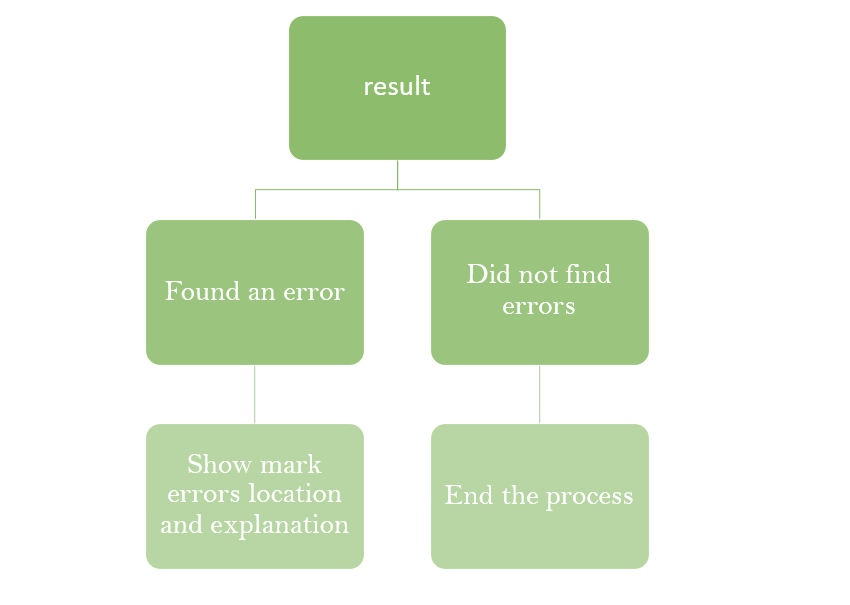 result
Found an error
Did not find
errors
Show mark
errors location
and explanation
End the process